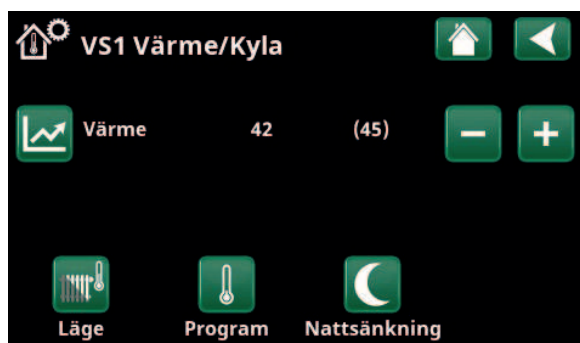 VS1 Värme/Kyla
Värme 42 (45)
Läge Program Nattsänkning